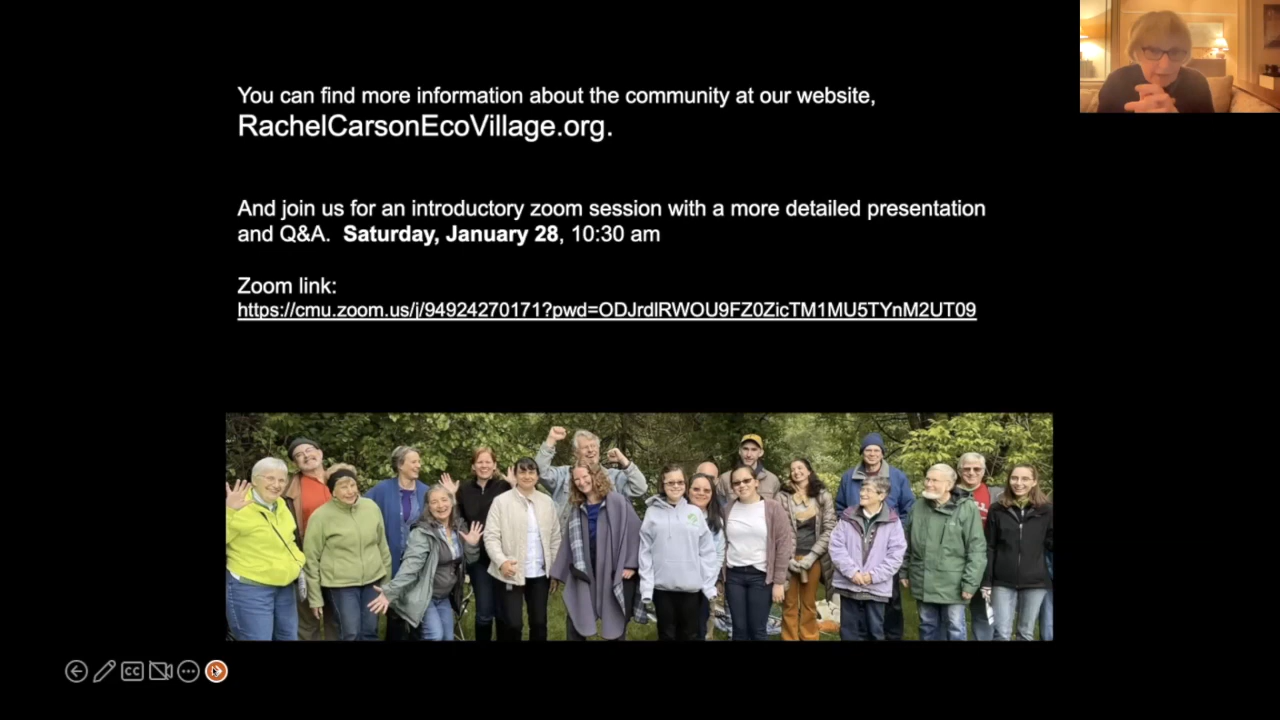 You can find more information about the community at our website,
RachelCarsonEcoVillage.org.
And join us for an introductory zoom session with a more detailed presentation
and Q&A. Saturday, January 28, 10:30 am
Zoom link:
https://cmu.zoom.us/j/94924270171?pwd=ODJrdlRWOU9FZ0ZicTM1MU5TYnM2UT09
CC